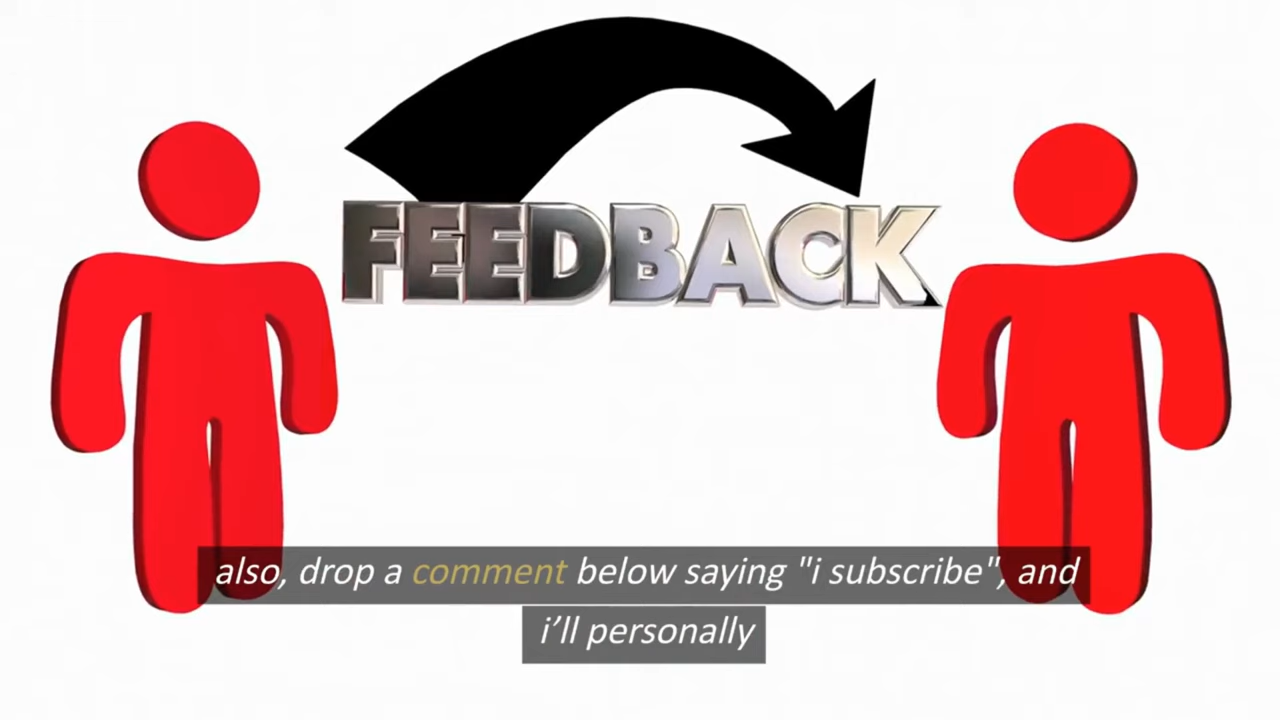 FEEDBACK
also, drop a comment below saying "i subscribe", and
i’ll personally